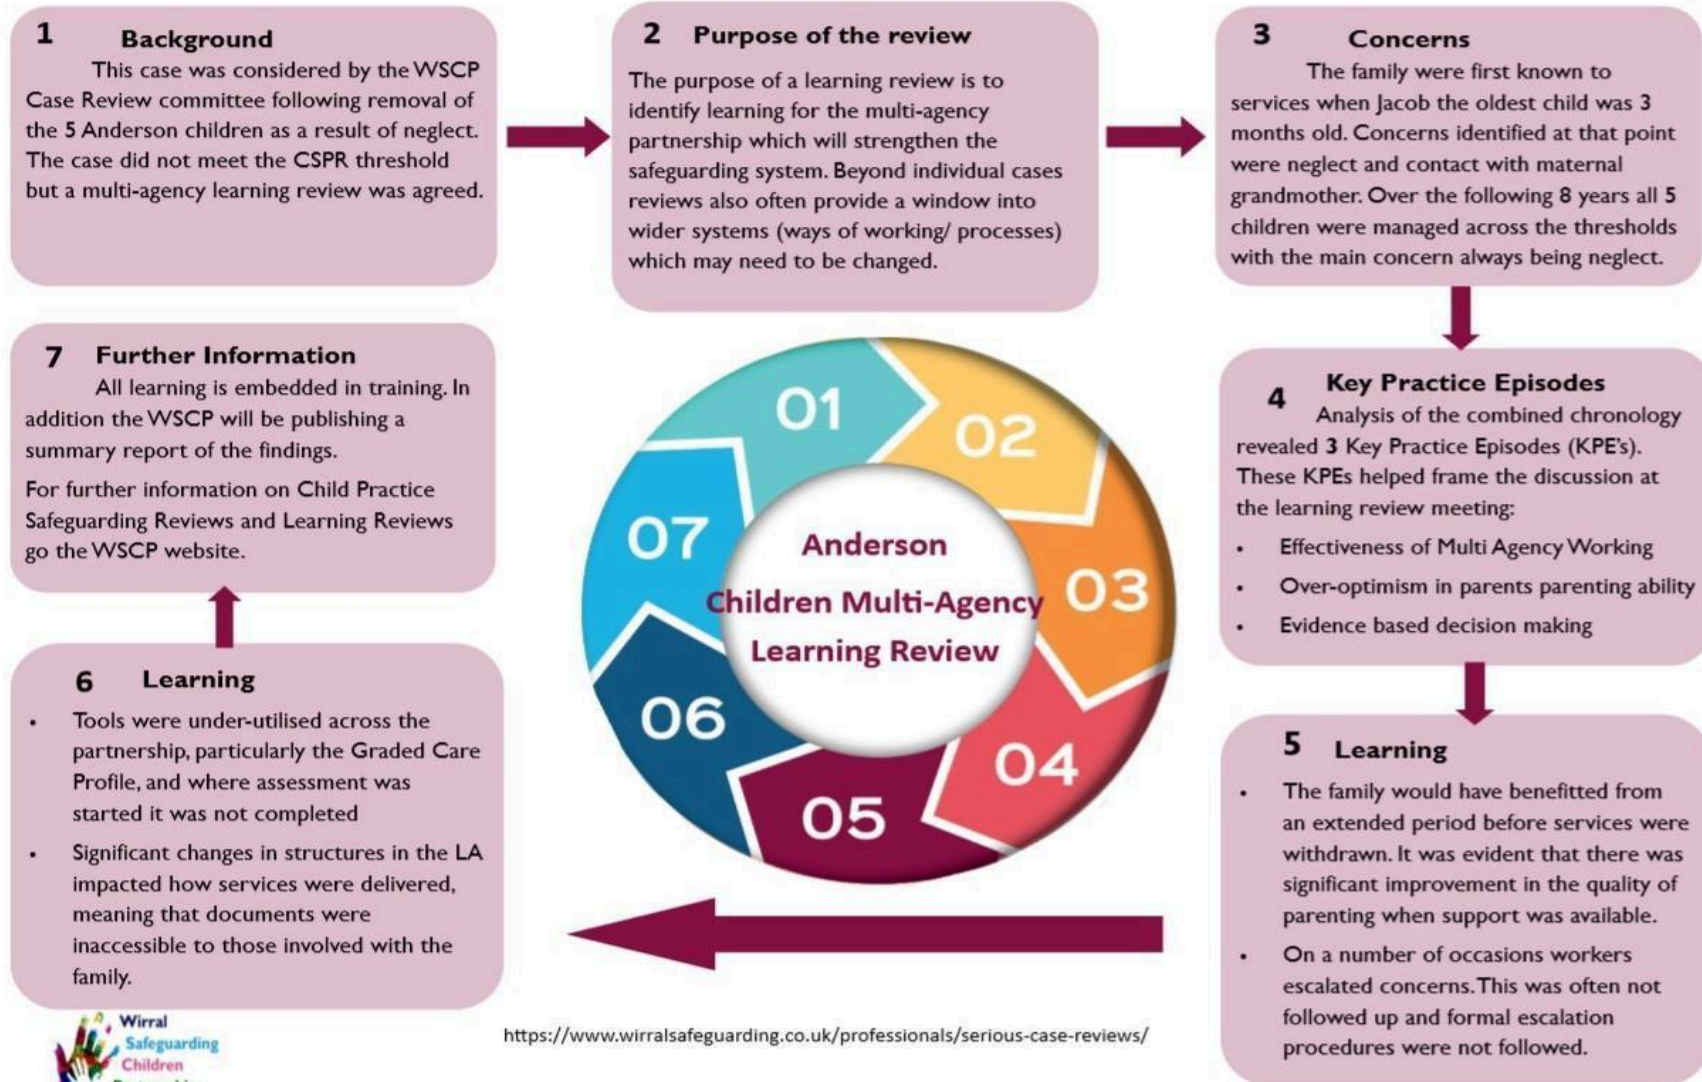 1 Background
This case was considered by the WSCP
Case Review committee following removal of
the 5 Anderson children as a result of neglect.
The case did not meet the CSPR threshold
but a multi-agency learning review was agreed.
2 Purpose of the review
The purpose of a learning review is to
identify learning for the multi-agency
partnership which will strengthen the
safeguarding system. Beyond individual cases
reviews also often provide a window into
wider systems (ways of working/ processes)
which may need to be changed.
3 Concerns
The family were first known to
services when Jacob the oldest child was 3
months old. Concerns identified at that point
were neglect and contact with maternal
grandmother. Over the following 8 years all 5
children were managed across the thresholds
with the main concern always being neglect.
4 Key Practice Episodes
Analysis of the combined chronology
revealed 3 Key Practice Episodes (KPE's).
These KPEs helped frame the discussion at
the learning review meeting:
• Effectiveness of Multi Agency Working
• Over-optimism in parents parenting ability
• Evidence based decision making
5 Learning
• The family would have benefitted from
an extended period before services were
withdrawn. It was evident that there was
significant improvement in the quality of
parenting when support was available.
• On a number of occasions workers
escalated concerns. This was often not
followed up and formal escalation
procedures were not followed.
6 Learning
• Tools were under-utilised across the
partnership, particularly the Graded Care
Profile, and where assessment was
started it was not completed
• Significant changes in structures in the LA
impacted how services were delivered,
meaning that documents were
inaccessible to those involved with the
family.
7 Further Information
All learning is embedded in training. In
addition the WSCP will be publishing a
summary report of the findings.
For further information on Child Practice
Safeguarding Reviews and Learning Reviews
go the WSCP website.
01
02
03
04
05
06
07
Anderson
Children Multi-Agency
Learning Review
Wirral
Safeguarding
Children
https://www.wirralsafeguarding.co.uk/professionals/serious-case-reviews/